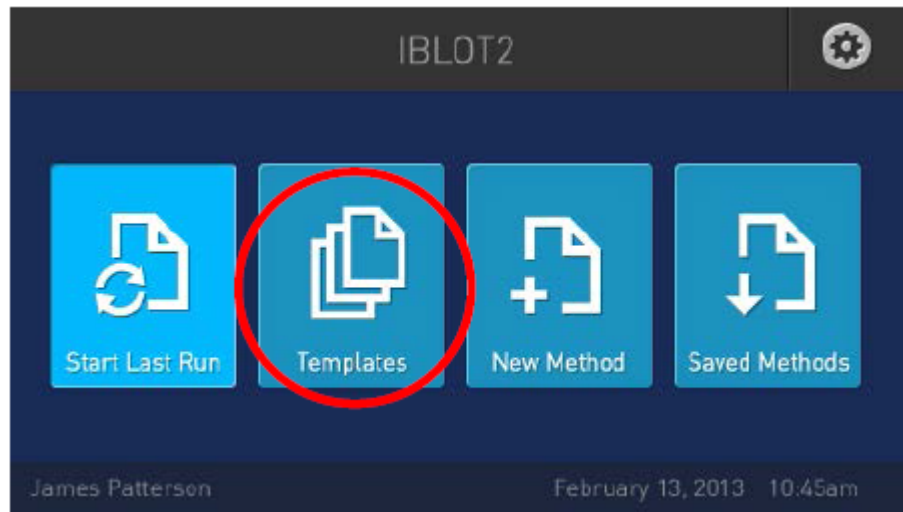 IBLOT2
Start Last Run
Templates
New Method
Saved Methods
James Patterson
February 13, 2013 10:45am